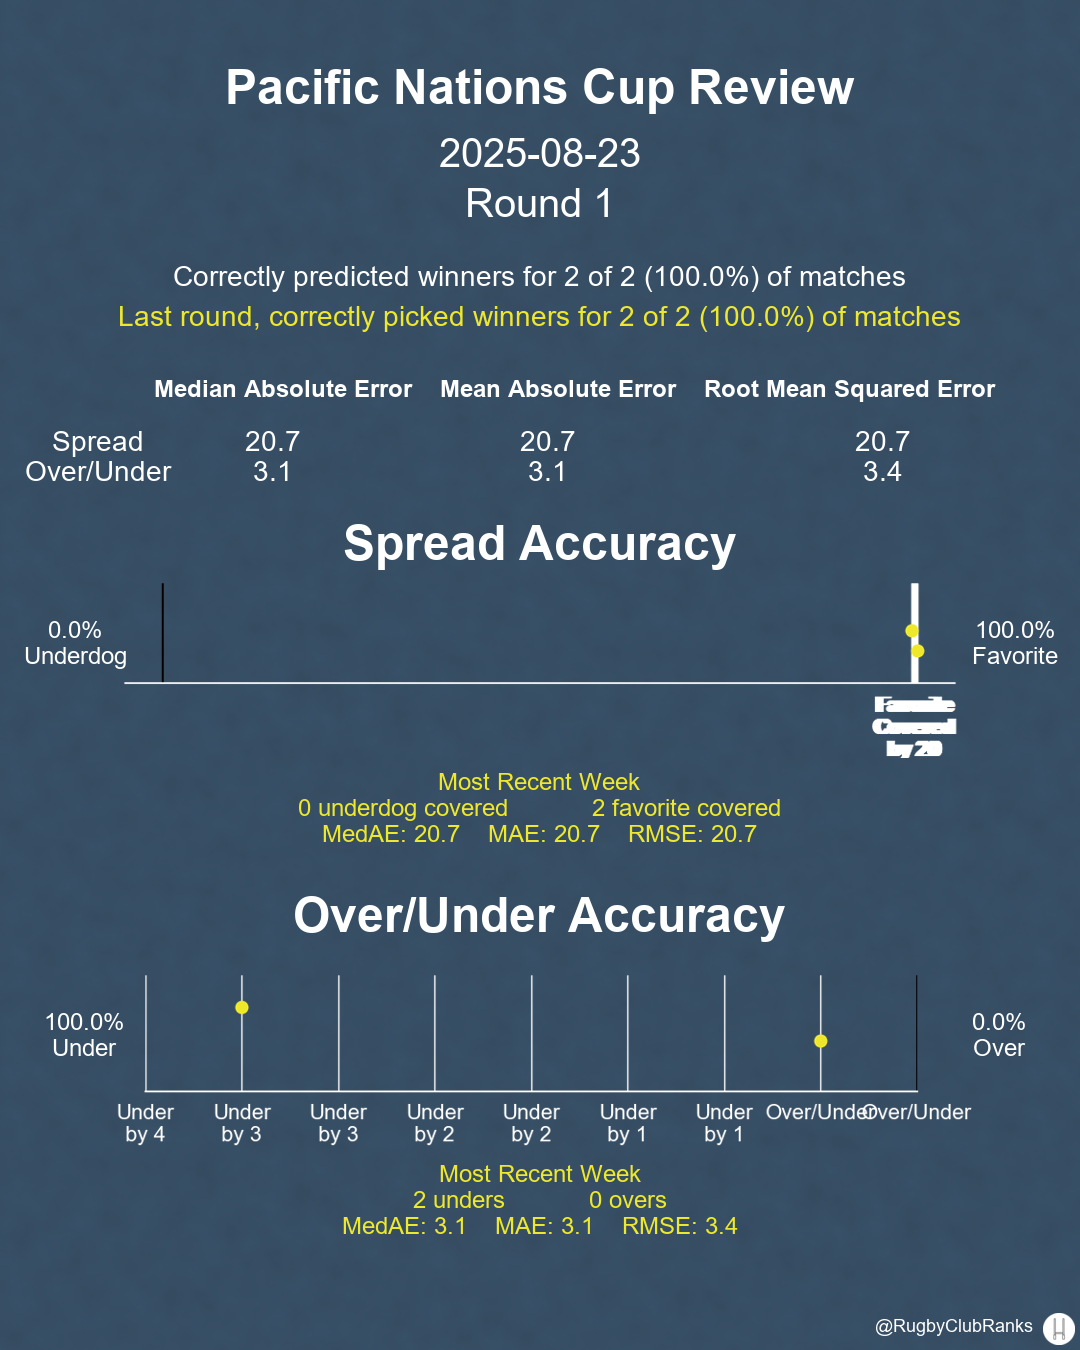 Pacific Nations Cup Review
2025-08-23
Round 1
Correctly predicted winners for 2 of 2 (100.0%) of matches
Last round, correctly picked winners for 2 of 2 (100.0%) of matches
Median Absolute Error Mean Absolute Error Root Mean Squared Error
Spread 20.7 20.7 20.7
Over/Under 3.1 3.1 3.4
Spread Accuracy
0.0% 100.0%
Underdog Favorite
Favorite
Covered
Most Recent Week
0 underdog covered 2 favorite covered
MedAE: 20.7 MAE: 20.7 RMSE: 20.7
Over/Under Accuracy
100.0% 0.0%
Under Over
Under Under Under Under Under Under Under Over/Under Over/Under
by 4 by 3 by 3 by 2 by 2 by 1 by 1
Most Recent Week
2 unders 0 overs
MedAE: 3.1 MAE: 3.1 RMSE: 3.4
@RugbyClubRanks